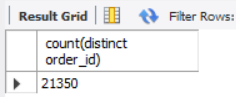 Result Grid Filter Rows:
count(distinct
order_id)
21350